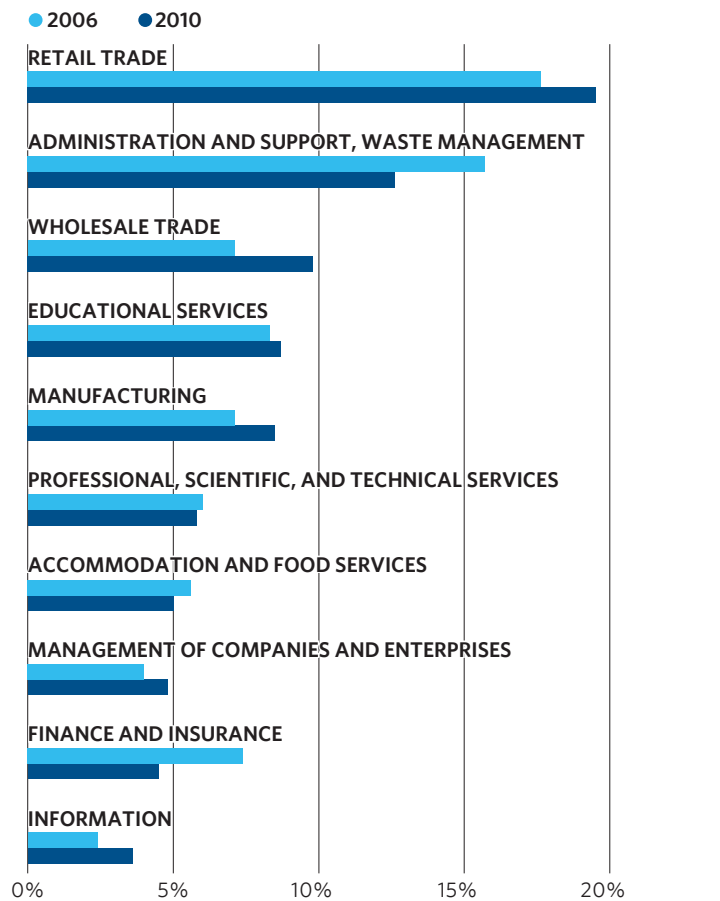 2006 2010
RETAIL TRADE
ADMINISTRATION AND SUPPORT, WASTE MANAGEMENT
WHOLESALE TRADE
EDUCATIONAL SERVICES
MANUFACTURING
PROFESSIONAL, SCIENTIFIC, AND TECHNICAL SERVICES
ACCOMMODATION AND FOOD SERVICES
MANAGEMENT OF COMPANIES AND ENTERPRISES
FINANCE AND INSURANCE
INFORMATION
0% 5% 10% 15% 20%